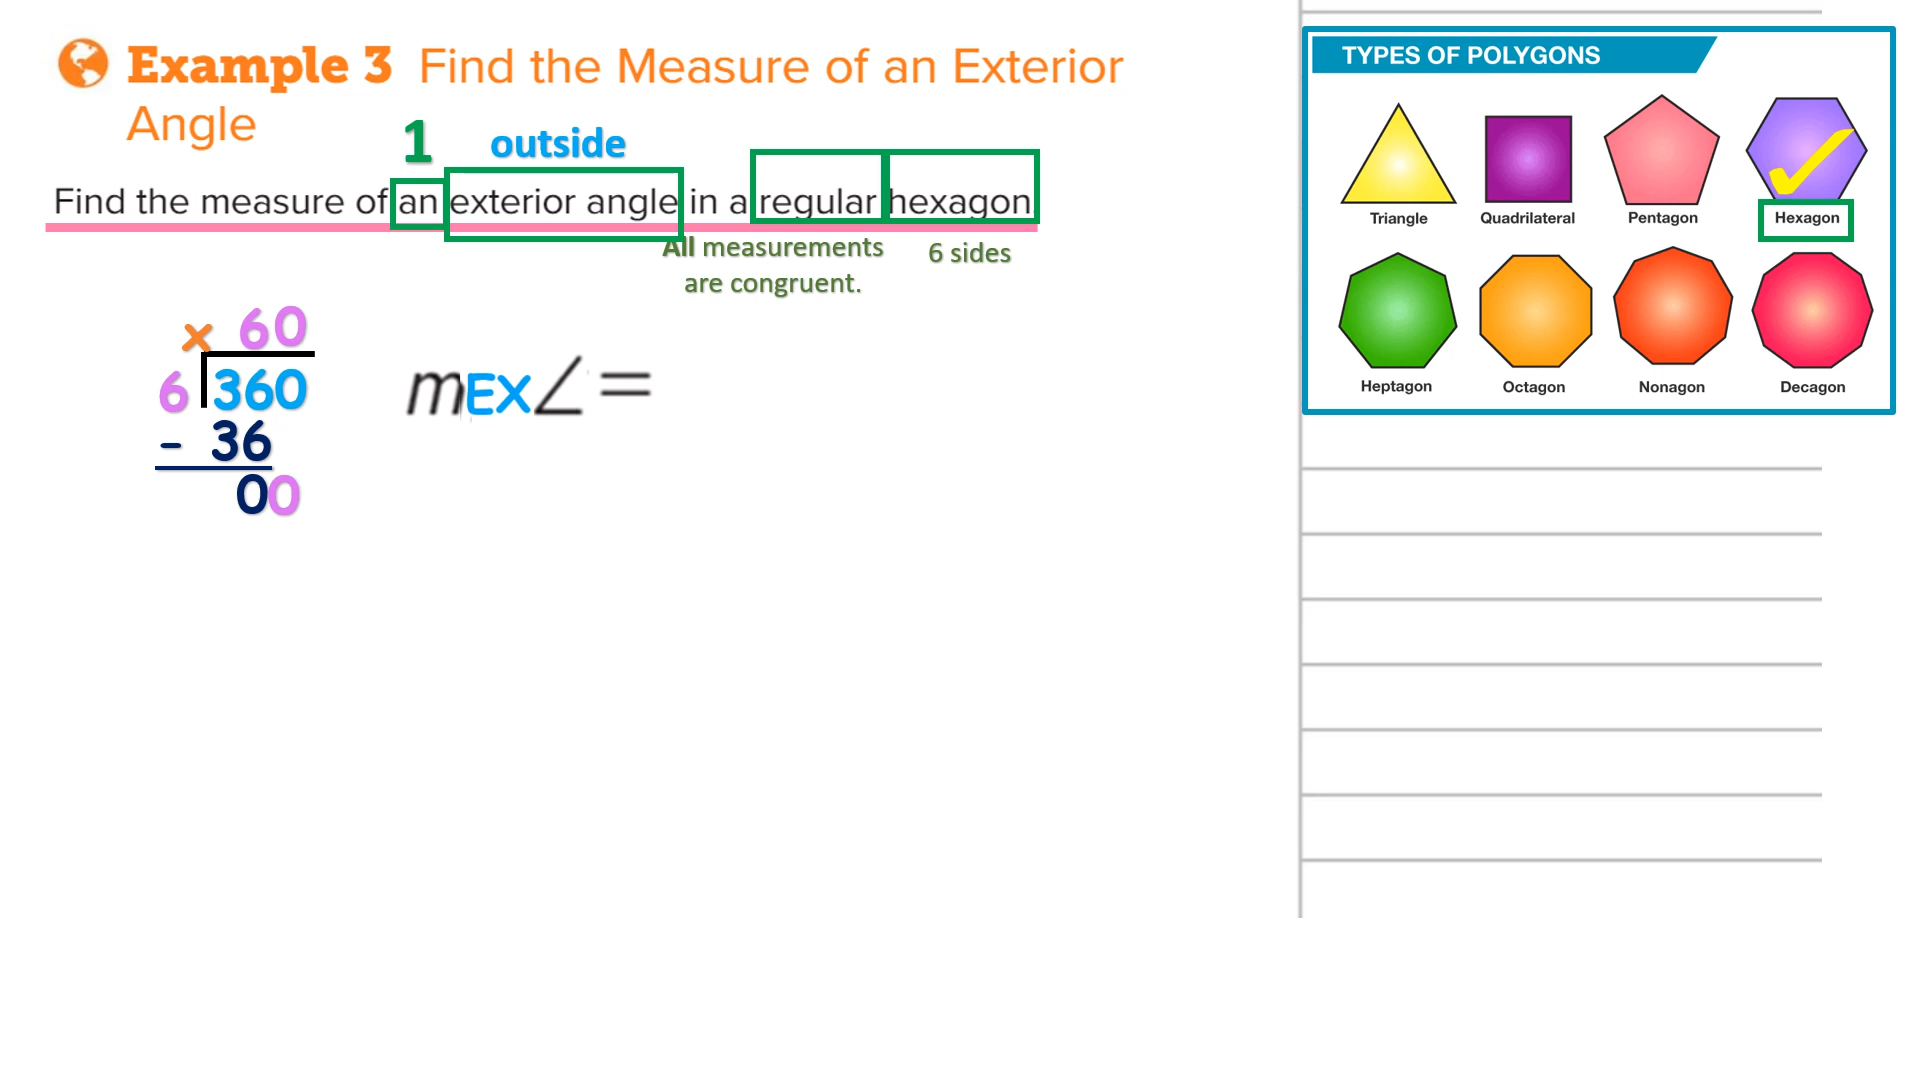 Example 3 Find the Measure of an Exterior
Angle
1 outside
Find the measure of an exterior angle in a regular hexagon
All measurements
are congruent.
6 sides
x 60
6 360
- 36
00
mEX∠=
TYPES OF POLYGONS
Triangle Quadrilateral Pentagon Hexagon
Heptagon Octagon Nonagon Decagon